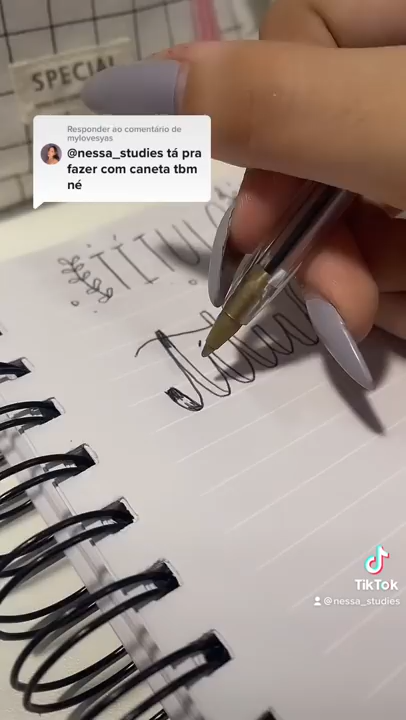 SPECIAL
Responder ao comentário de
mylovesyas
@nessa_studies tá pra
fazer com caneta tbm
né
TÍTULO
TikTok
@nessa_studies